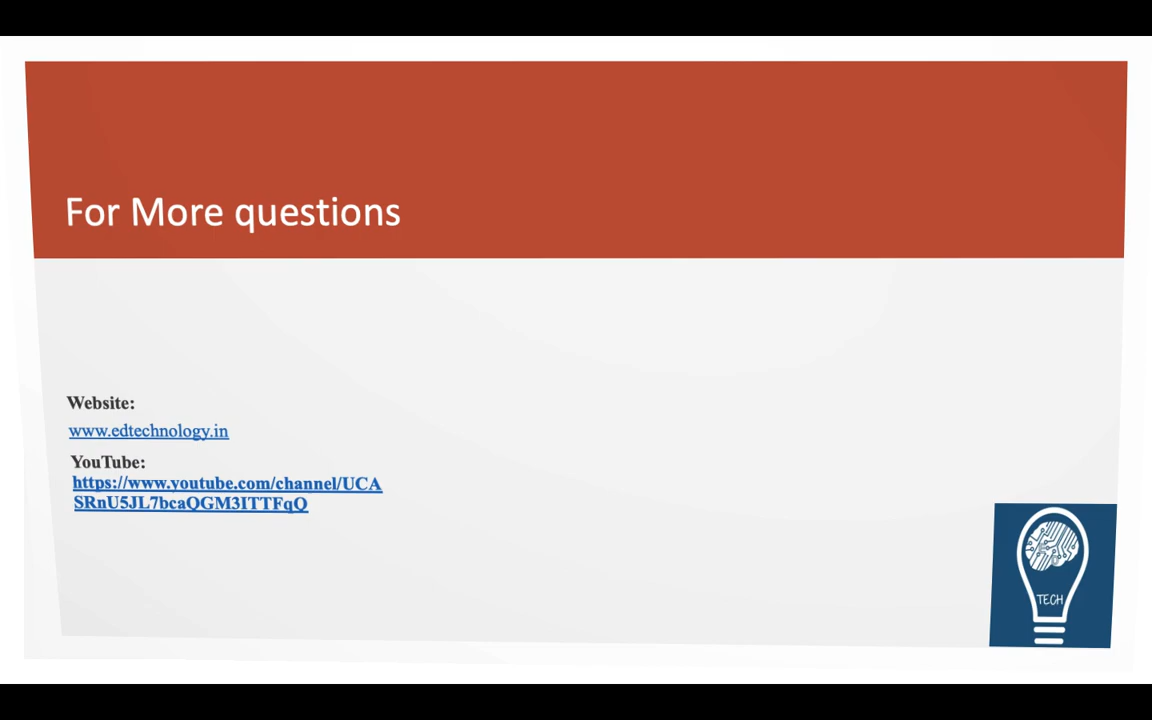 For More questions
Website:
www.edtechnology.in
YouTube:
https://www.youtube.com/channel/UCA
SRnU5JL7bcaQGM3ITTFqQ
TECH